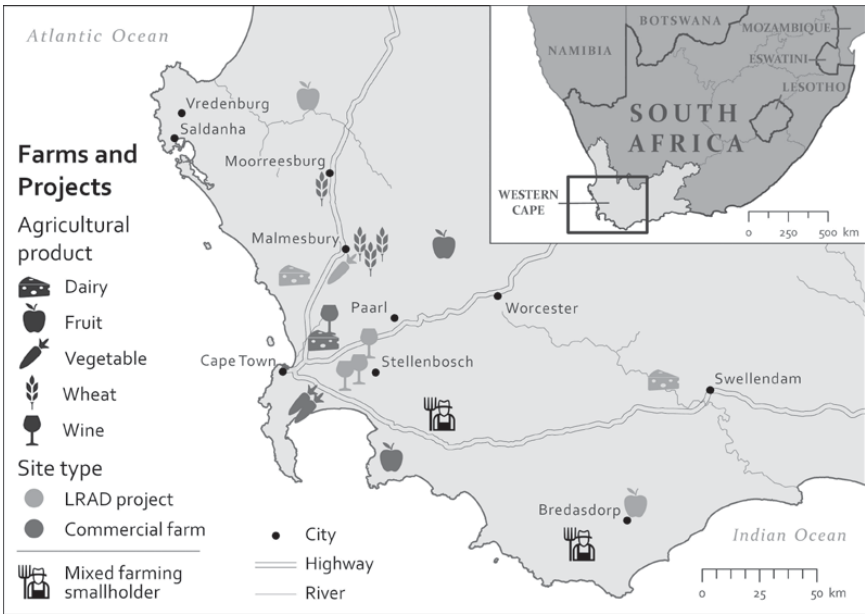 Atlantic Ocean
BOTSWANA
MOZAMBIQUE
NAMIBIA
ESWATINI
LESOTHO
SOUTH
AFRICA
WESTERN
CAPE
0 250 500 km
Vredenburg
Saldanha
Moorreesburg
Malmesbury
Paarl
Worcester
Cape Town
Stellenbosch
Swellendam
Bredasdorp
Indian Ocean
Farms and
Projects
Agricultural
product
Dairy
Fruit
Vegetable
Wheat
Wine
Site type
LRAD project
Commercial farm
Mixed farming
smallholder
City
Highway
River
0 25 50 km